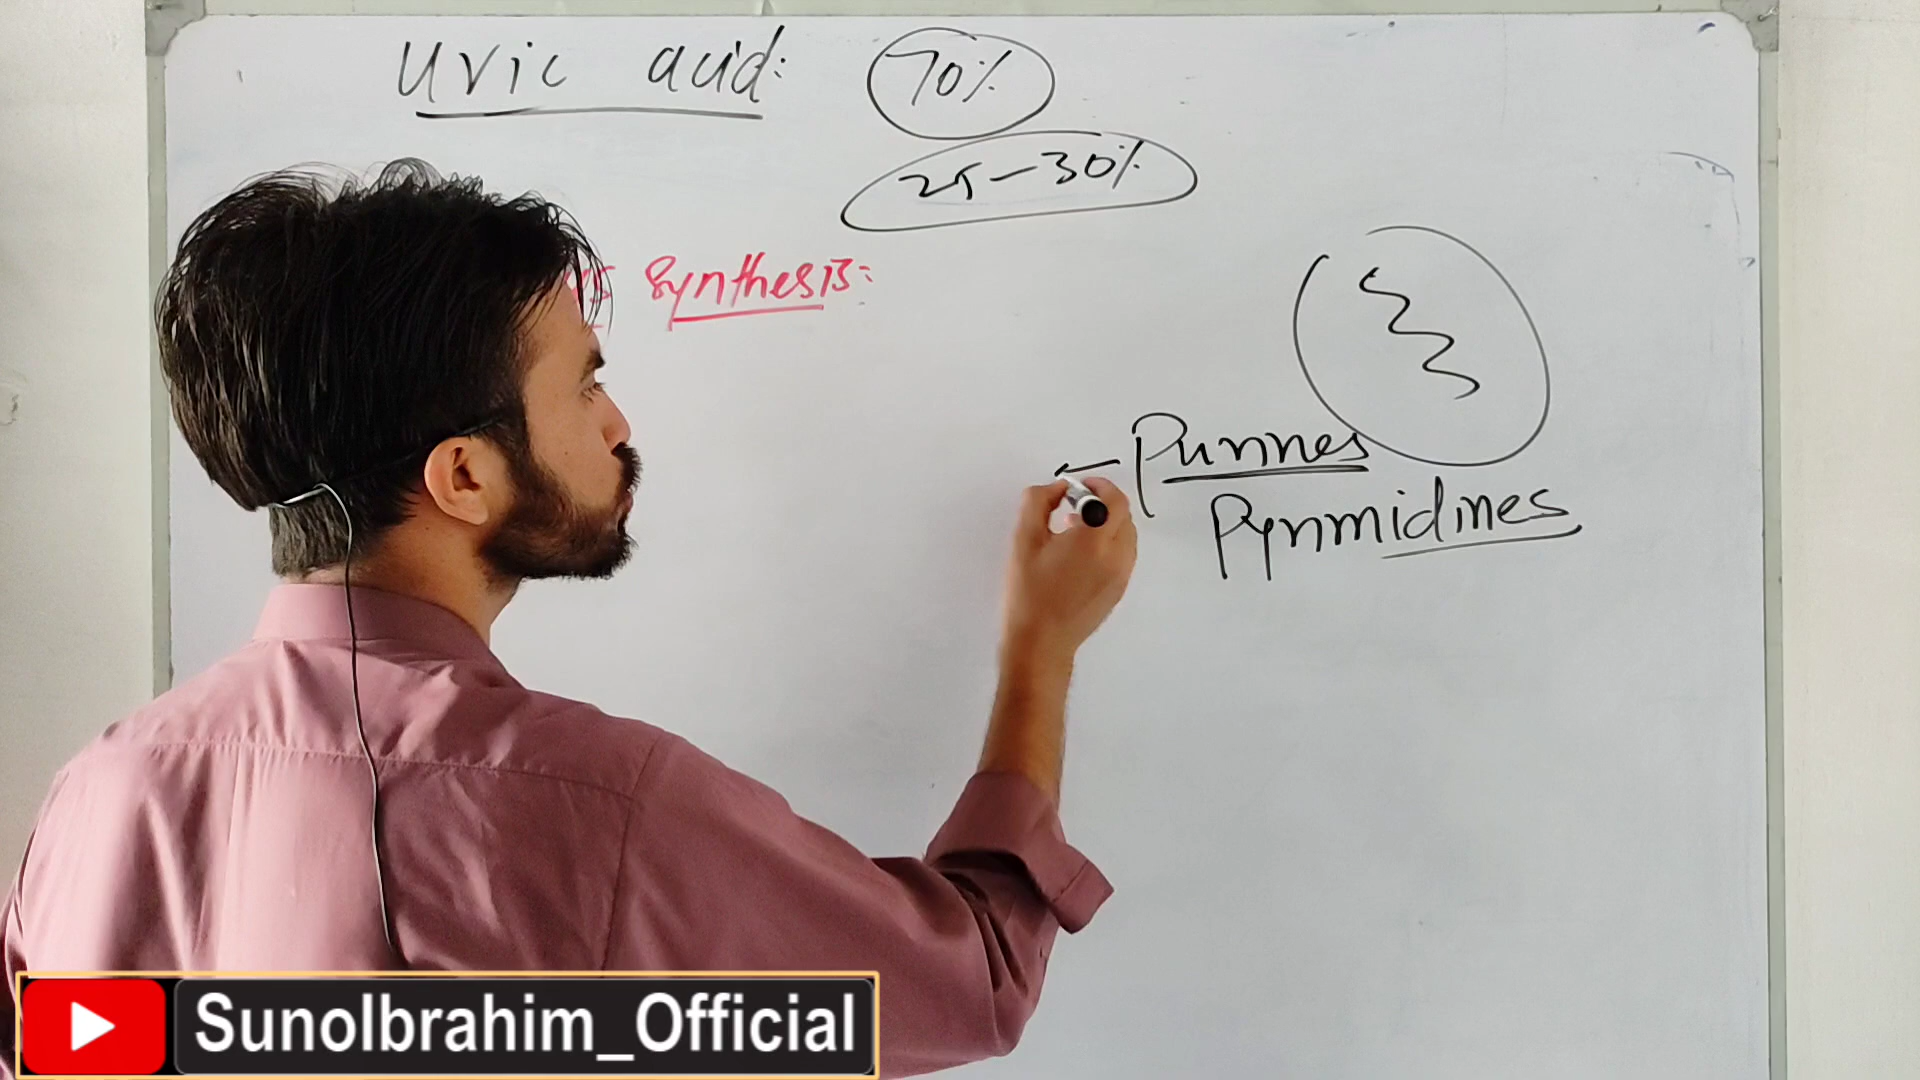 Uric acid: 70%
25-30%
Synthesis:
Purines
Pyrimidines
SunoIbrahim_Official